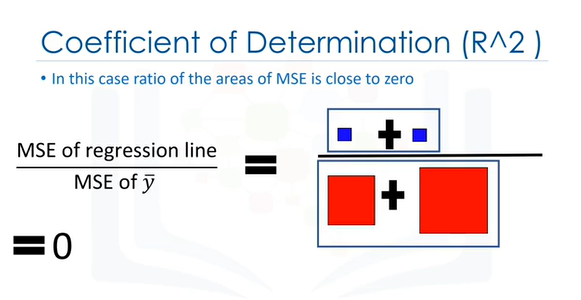 Coefficient of Determination (R^2 )
• In this case ratio of the areas of MSE is close to zero
MSE of regression line
MSE of ȳ
=
+
+
= 0